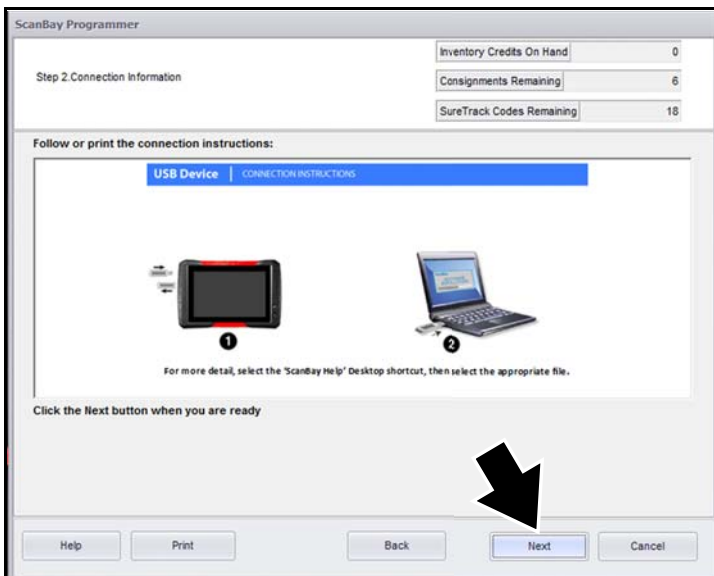 ScanBay Programmer
Step 2.Connection Information
Inventory Credits On Hand 0
Consignments Remaining 6
SureTrack Codes Remaining 18
Follow or print the connection instructions:
USB Device | CONNECTION INSTRUCTIONS
1
2
For more detail, select the 'ScanBay Help' Desktop shortcut, then select the appropriate file.
Click the Next button when you are ready
Help Print Back Next Cancel